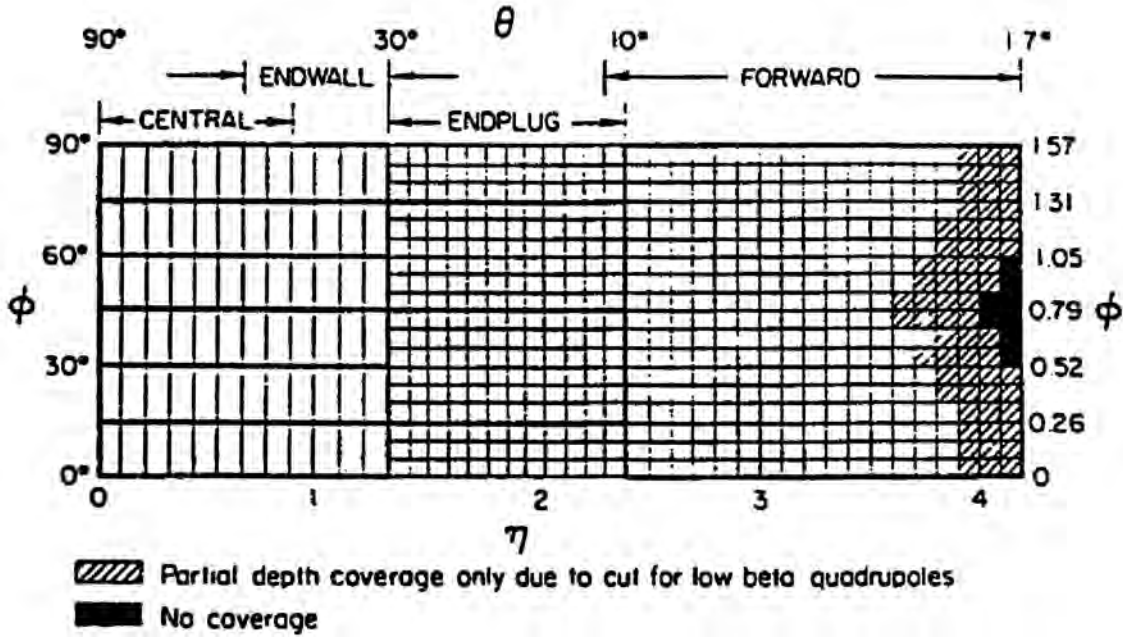 θ
90° 30° 10° 1 7°
ENDWALL FORWARD
CENTRAL ENDPLUG
90° 1 57
1 31
60° 1.05
ϕ 0.79 ϕ
30° 0.52
0.26
0° 0
0 1 2 3 4
η
Partial depth coverage only due to cut for low beta quadrupoles
No coverage